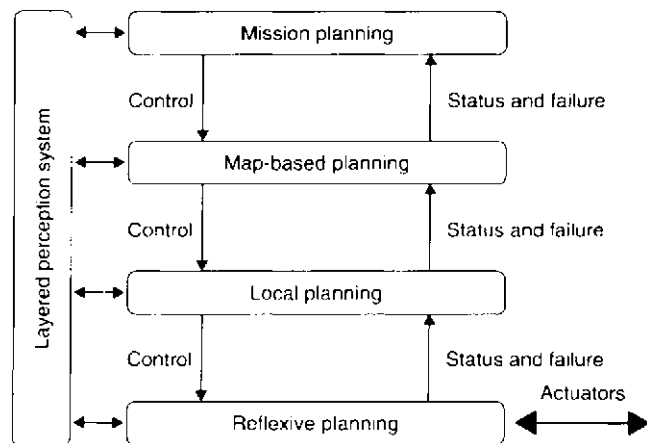 Layered perception system
Mission planning
Control
Status and failure
Map-based planning
Control
Status and failure
Local planning
Control
Status and failure
Actuators
Reflexive planning